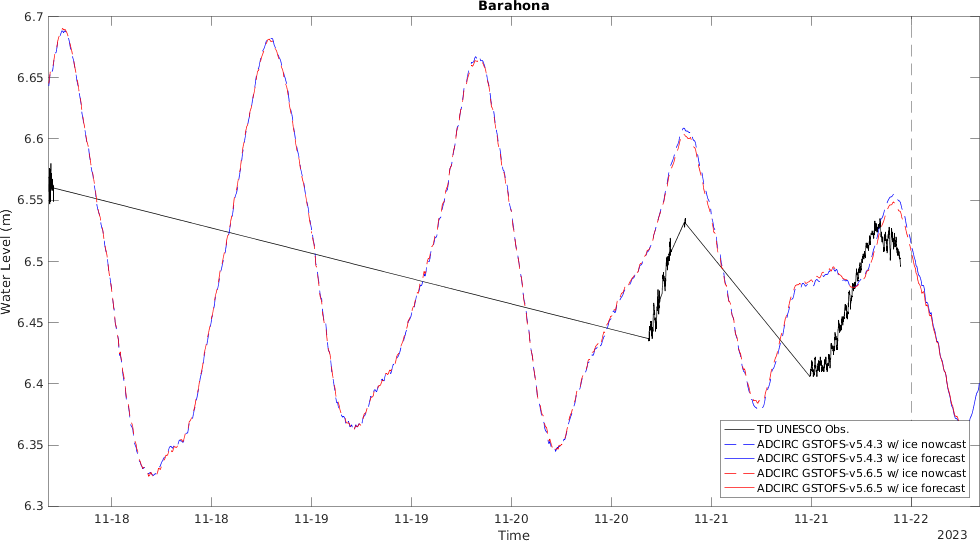 Barahona
6.7
6.65
6.6
6.55
6.5
6.45
6.4
6.35
6.3
Water Level (m)
TD UNESCO Obs.
ADCIRC GSTOFS-v5.4.3 w/ ice nowcast
ADCIRC GSTOFS-v5.4.3 w/ ice forecast
ADCIRC GSTOFS-v5.6.5 w/ ice nowcast
ADCIRC GSTOFS-v5.6.5 w/ ice forecast
11-18 11-18 11-19 11-19 11-20 11-20 11-21 11-21 11-22
Time 2023